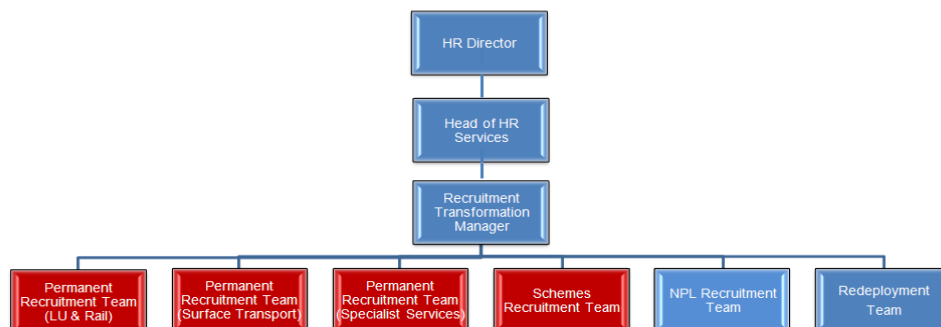 HR Director
Head of HR
Services
Recruitment
Transformation
Manager
Permanent
Recruitment Team
(LU & Rail)
Permanent
Recruitment Team
(Surface Transport)
Permanent
Recruitment Team
(Specialist Services)
Schemes
Recruitment Team
NPL Recruitment
Team
Redeployment
Team